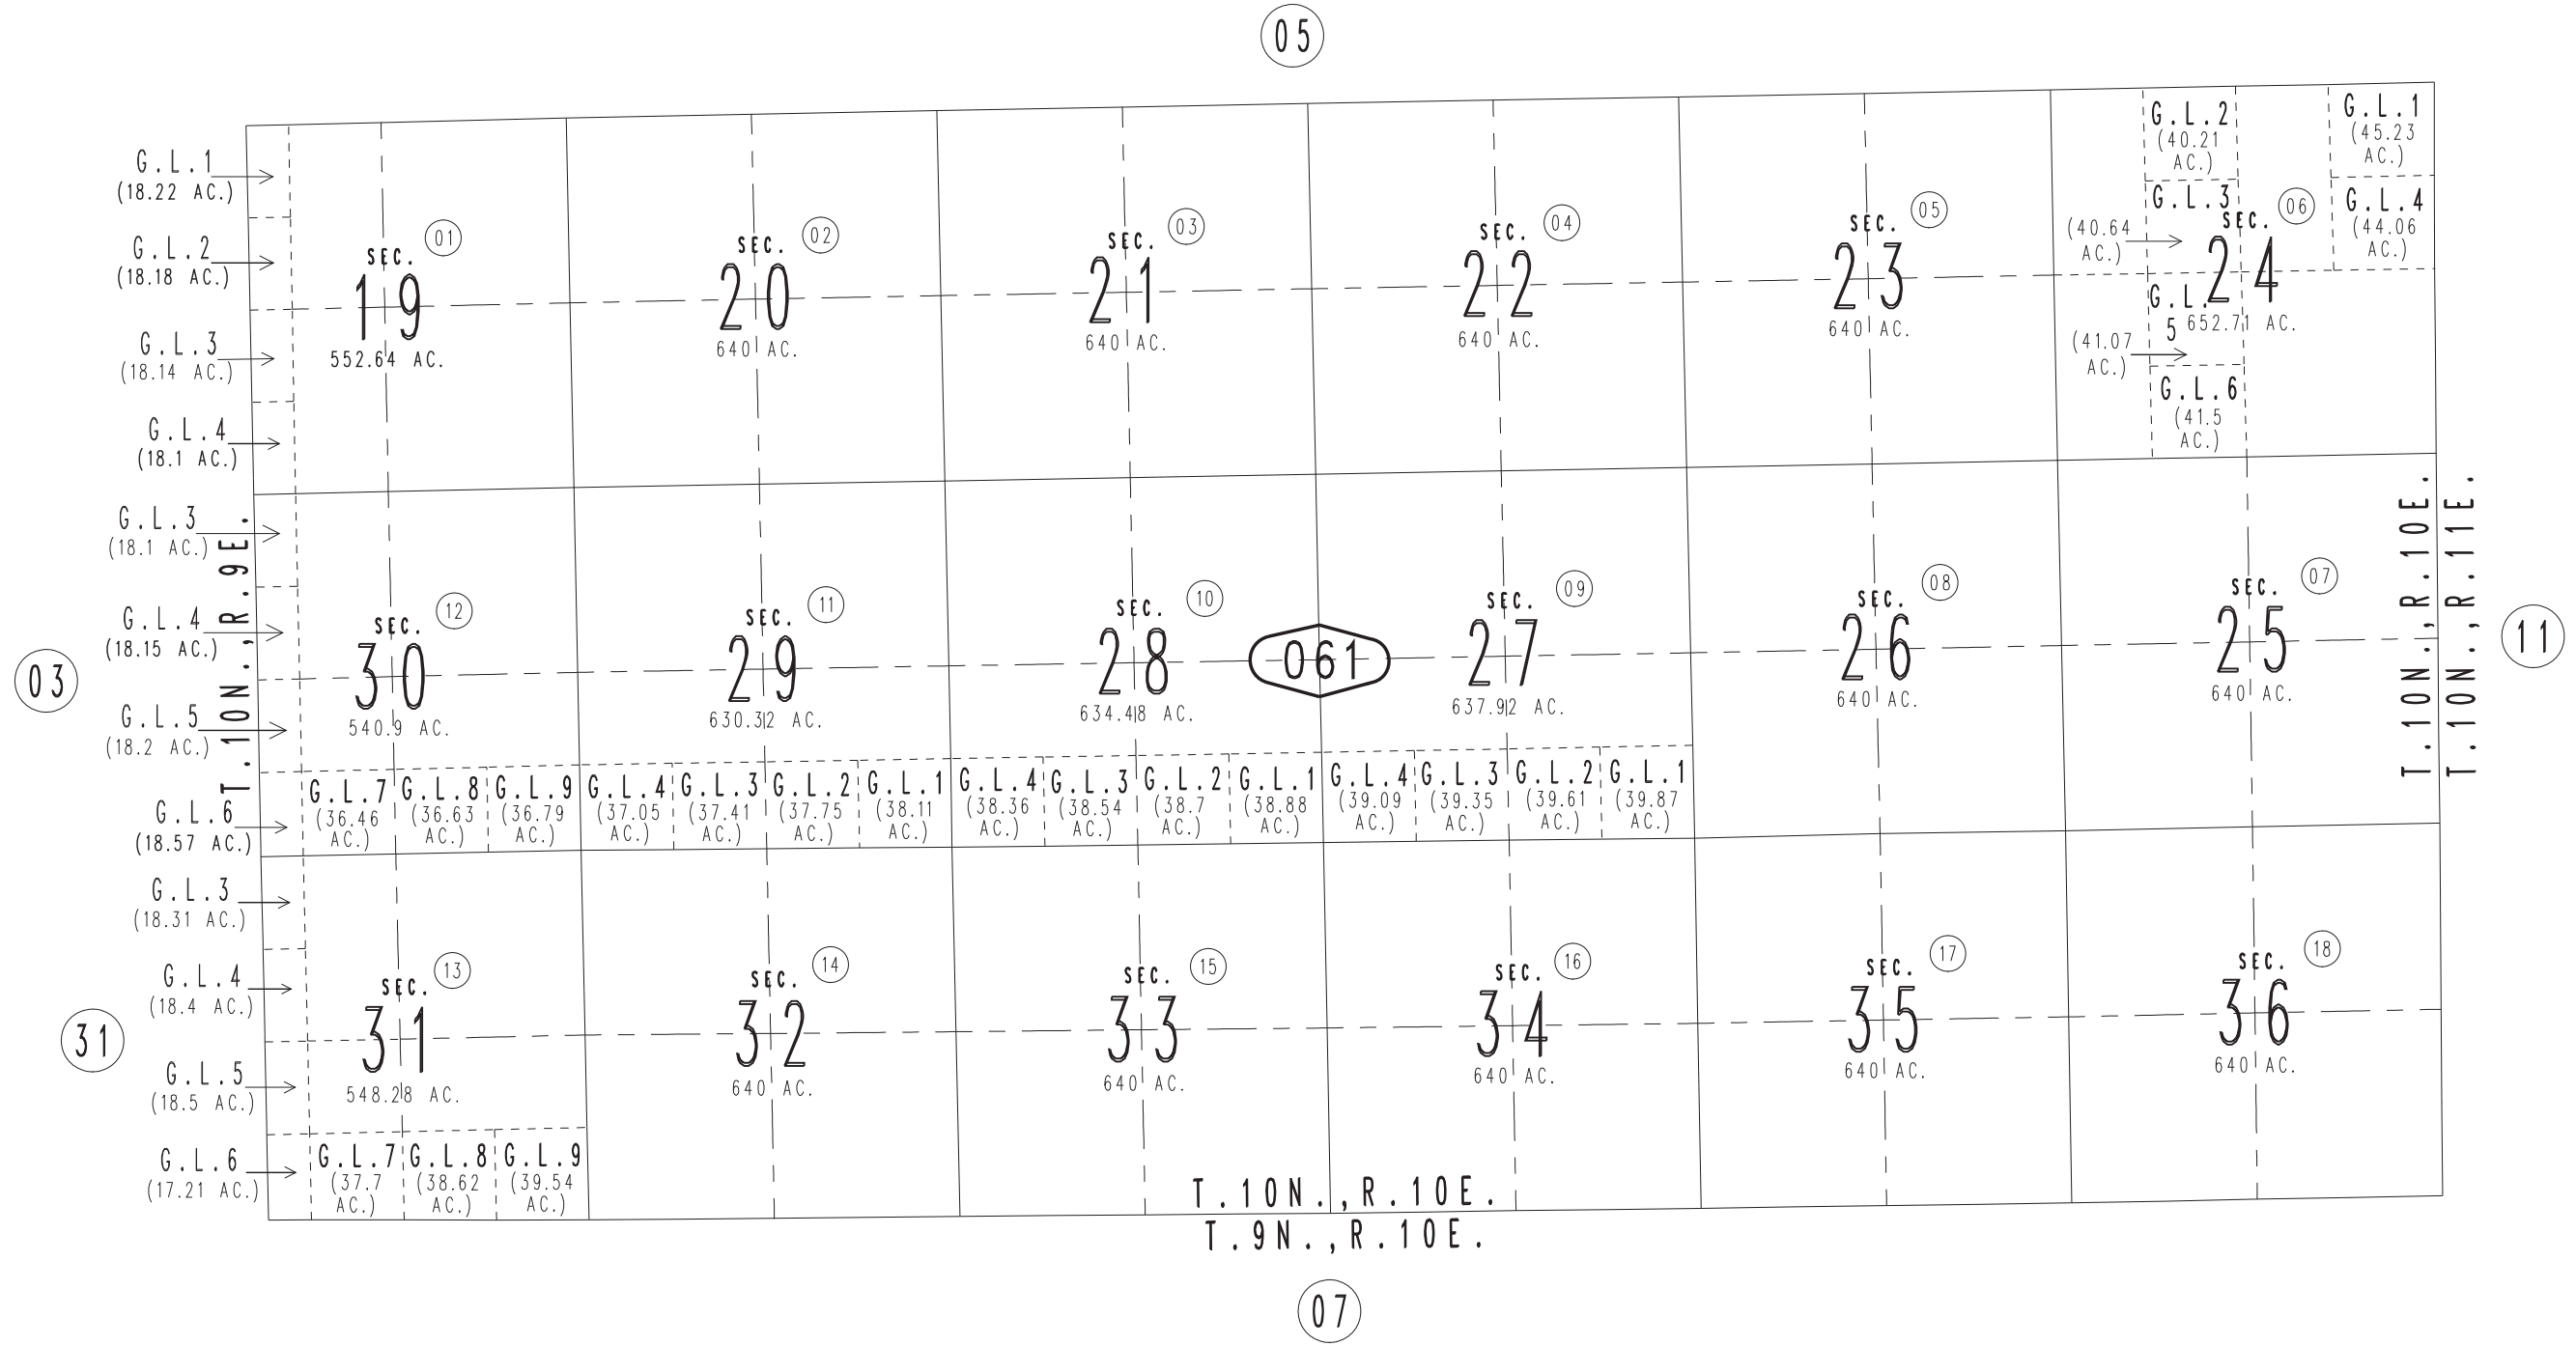 05
G.L.1
(18.22 AC.)
G.L.2
(18.18 AC.)
G.L.3
(18.14 AC.)
G.L.4
(18.1 AC.)
SEC.
01
19
552.64 AC.
SEC.
02
20
640 AC.
SEC.
03
21
640 AC.
SEC.
04
22
640 AC.
SEC.
05
23
640 AC.
G.L.2
(40.21
AC.)
G.L.1
(45.23
AC.)
G.L.3
(40.64
AC.)
SEC.
06
24
652.71 AC.
G.L.4
(44.06
AC.)
G.L.
5
(41.07
AC.)
G.L.6
(41.5
AC.)
03
G.L.3
(18.1 AC.)
G.L.4
(18.15 AC.)
G.L.5
(18.2 AC.)
G.L.6
(18.57 AC.)
T.10N.,R.9E.
SEC.
12
30
540.9 AC.
SEC.
11
29
630.32 AC.
SEC.
10
28
634.48 AC.
061
SEC.
09
27
637.92 AC.
SEC.
08
26
640 AC.
SEC.
07
25
640 AC.
T.10N.,R.10E.
T.10N.,R.11E.
11
G.L.7
(36.46
AC.)
G.L.8
(36.63
AC.)
G.L.9
(36.79
AC.)
G.L.4
(37.05
AC.)
G.L.3
(37.41
AC.)
G.L.2
(37.75
AC.)
G.L.1
(38.11
AC.)
G.L.4
(38.36
AC.)
G.L.3
(38.54
AC.)
G.L.2
(38.7
AC.)
G.L.1
(38.88
AC.)
G.L.4
(39.09
AC.)
G.L.3
(39.35
AC.)
G.L.2
(39.61
AC.)
G.L.1
(39.87
AC.)
31
G.L.3
(18.31 AC.)
G.L.4
(18.4 AC.)
G.L.5
(18.5 AC.)
G.L.6
(17.21 AC.)
SEC.
13
31
548.28 AC.
SEC.
14
32
640 AC.
SEC.
15
33
640 AC.
SEC.
16
34
640 AC.
SEC.
17
35
640 AC.
SEC.
18
36
640 AC.
G.L.7
(37.7
AC.)
G.L.8
(38.62
AC.)
G.L.9
(39.54
AC.)
T.10N.,R.10E.
T.9N.,R.10E.
07